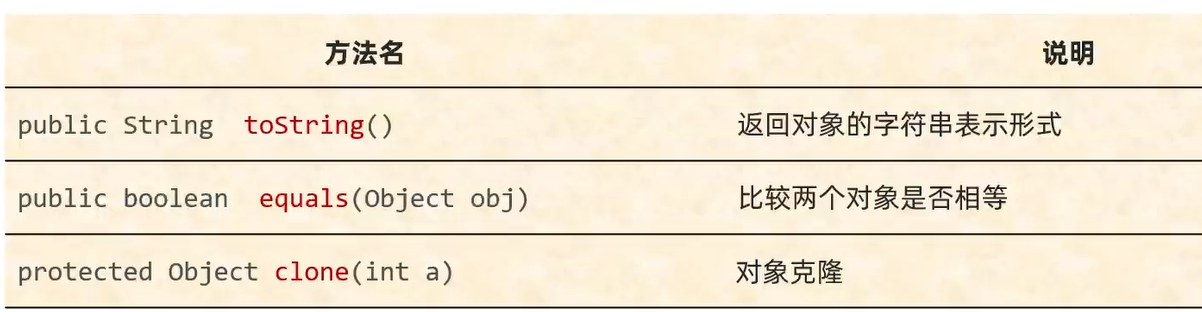 方法名 说明
public String toString() 返回对象的字符串表示形式
public boolean equals(Object obj) 比较两个对象是否相等
protected Object clone(int a) 对象克隆